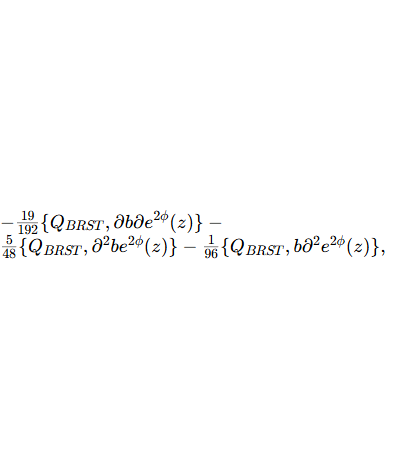 $-\frac{19}{192}\{Q_{BRST}, \partial b \partial e^{2\phi}(z)\} -$
$\frac{5}{48}\{Q_{BRST}, \partial^2 b e^{2\phi}(z)\} - \frac{1}{96}\{Q_{BRST}, b \partial^2 e^{2\phi}(z)\},$